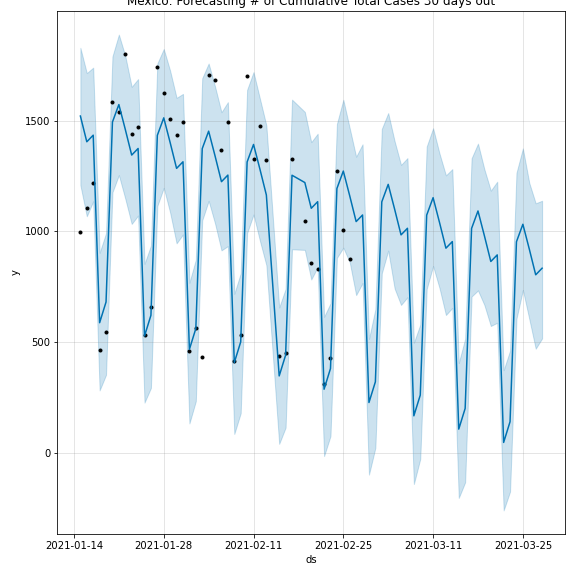 Mexico: Forecasting # of Cumulative Total Cases 30 days out
1500
1000
500
0
y
2021-01-14 2021-01-28 2021-02-11 2021-02-25 2021-03-11 2021-03-25
ds